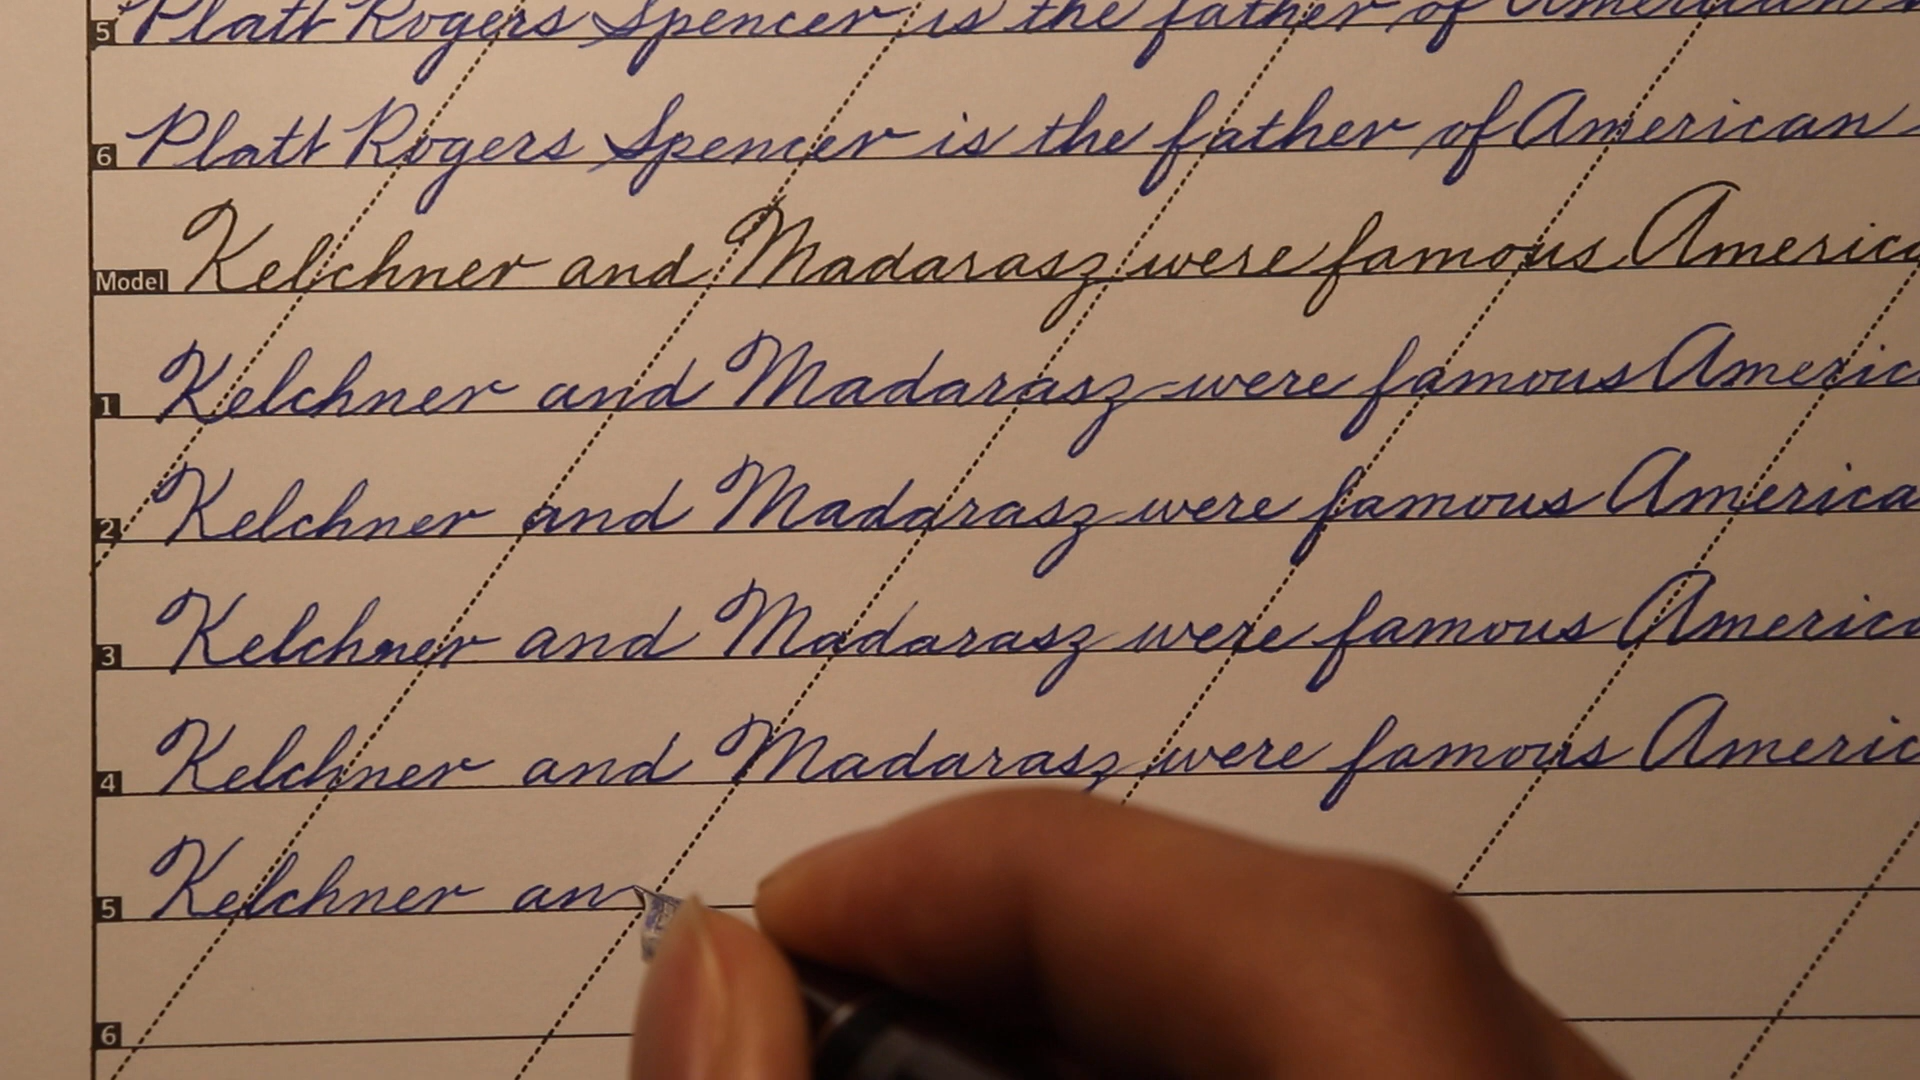 5 Platt Rogers Spencer is the father of American
6 Platt Rogers Spencer is the father of American
Model Kelchner and Madarasz were famous America
1 Kelchner and Madarasz were famous Americ
2 Kelchner and Madarasz were famous America
3 Kelchner and Madarasz were famous Americ
4 Kelchner and Madarasz were famous Americ
5 Kelchner an
6